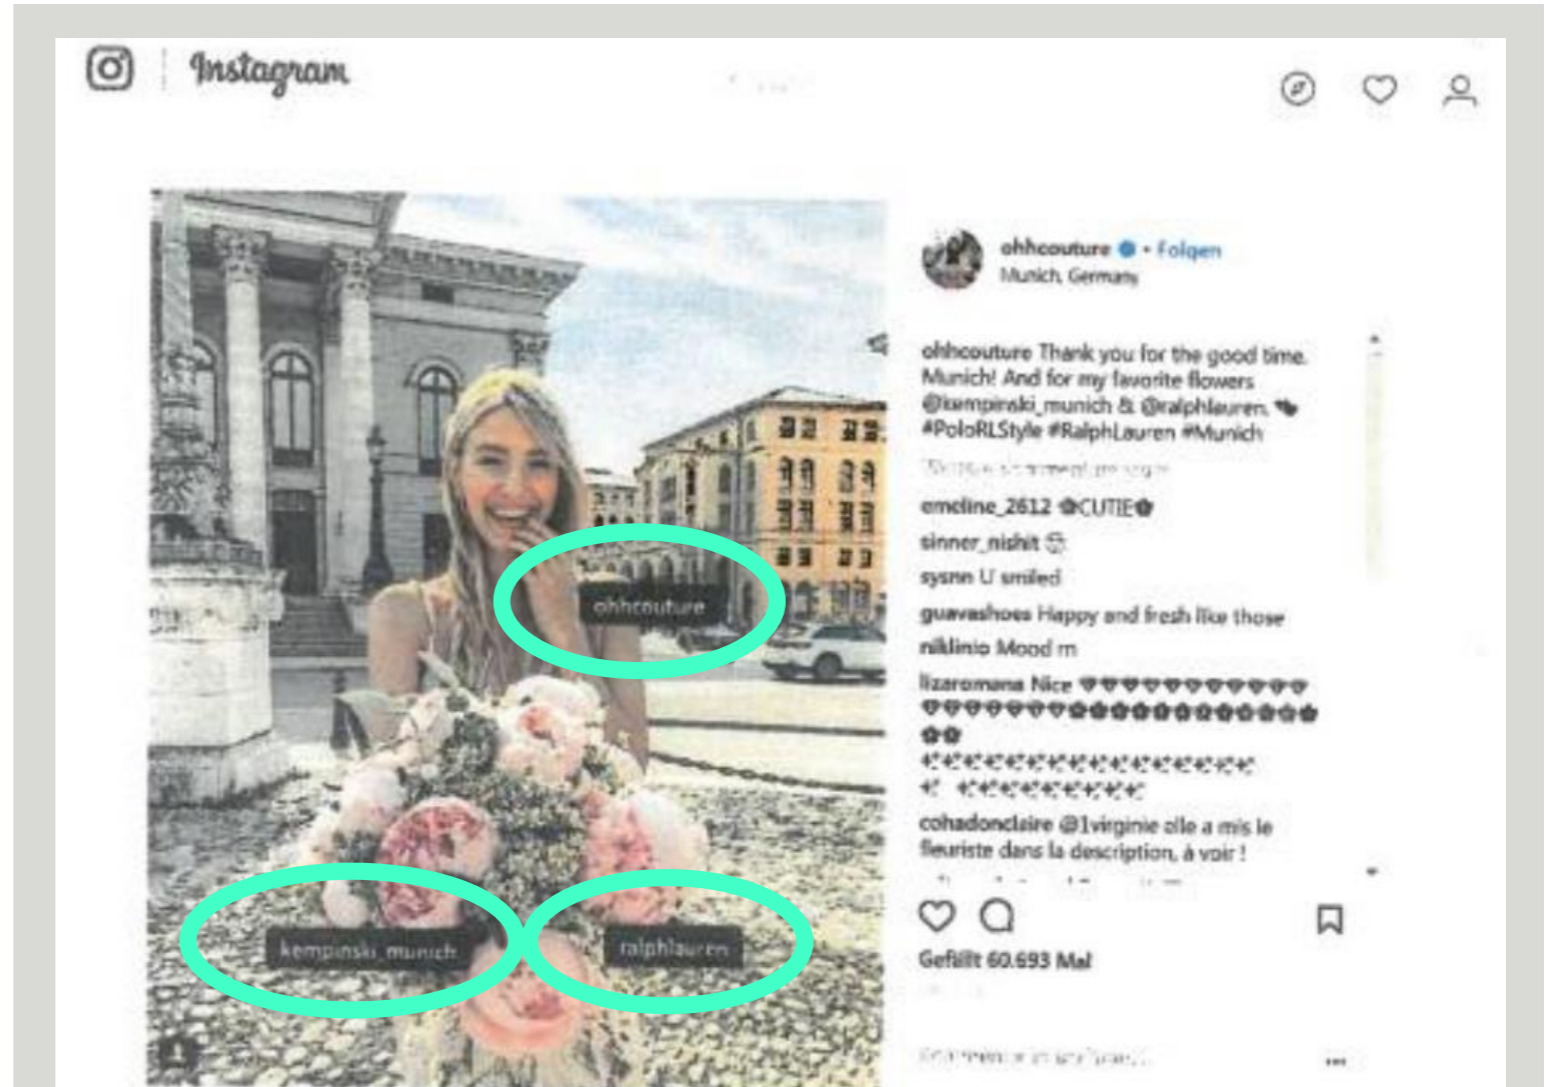 Instagram
ohhcouture • Folgen
Munich, Germany
ohhcouture Thank you for the good time.
Munich! And for my favorite flowers
@kempinski_munich & @ralphlauren.
#PoloRLStyle #RalphLauren #Munich
emeline_2612 CUTIE
sinner_nishit
sysnn U smiled
guavashoes Happy and fresh like those
niklinio Mood rn
lizaromana Nice
cohadonclaire @1virginie elle a mis le
fleuriste dans la description, à voir !
Gefällt 60.693 Mal
ohhcouture
kempinski_munich
ralphlauren